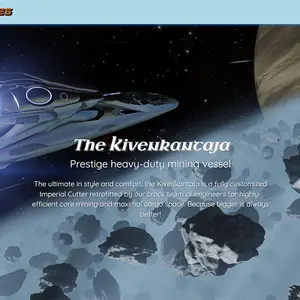 es
The Kivenkantaja
Prestige heavy-duty mining vessel
The ultimate in style and comfort, the Kivenkantaja is a fully customized
Imperial Cutter retrofitted by our crack team of engineers for highly
efficient core mining and maximal cargo space. Because bigger is always
better!